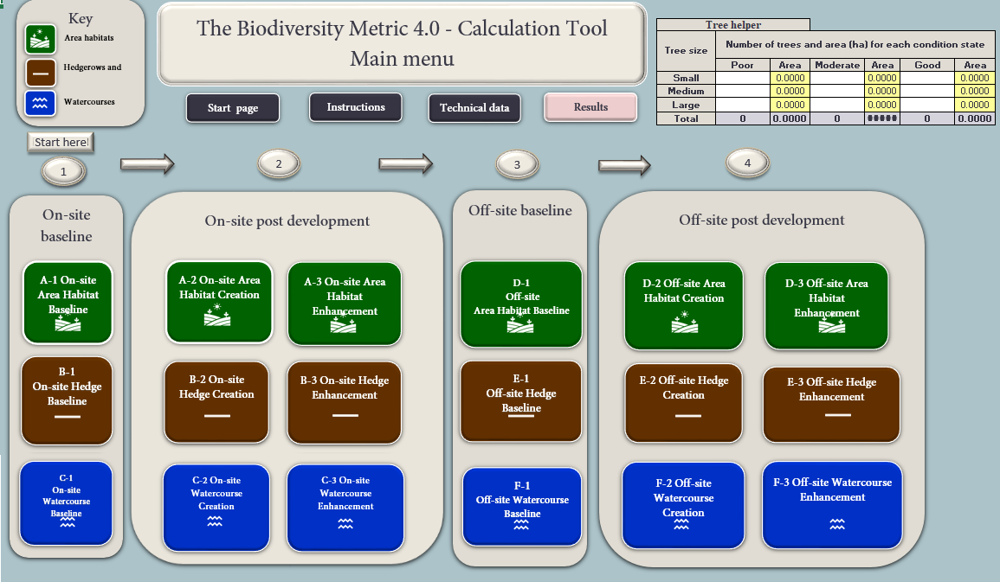 Key
Area habitats
Hedgerows and
Watercourses
The Biodiversity Metric 4.0 - Calculation Tool
Main menu
Start page
Instructions
Technical data
Results
Tree helper
Tree size
Number of trees and area (ha) for each condition state
Poor Area Moderate Area Good Area
Small 0.0000 0.0000 0.0000
Medium 0.0000 0.0000 0.0000
Large 0.0000 0.0000 0.0000
Total 0 0.0000 0 ##### 0 0.0000
Start here
1
2
3
4
On-site
baseline
A-1 On-site
Area Habitat
Baseline
B-1
On-site Hedge
Baseline
C-1
On-site
Watercourse
Baseline
On-site post development
A-2 On-site Area
Habitat Creation
A-3 On-site Area
Habitat
Enhancement
B-2 On-site
Hedge Creation
B-3 On-site Hedge
Enhancement
C-2 On-site
Watercourse
Creation
C-3 On-site
Watercourse
Enhancement
Off-site baseline
D-1
Off-site
Area Habitat Baseline
E-1
Off-site Hedge
Baseline
F-1
Off-site Watercourse
Baseline
Off-site post development
D-2 Off-site Area
Habitat Creation
D-3 Off-site Area
Habitat
Enhancement
E-2 Off-site Hedge
Creation
E-3 Off-site Hedge
Enhancement
F-2 Off-site
Watercourse
Creation
F-3 Off-site Watercourse
Enhancement